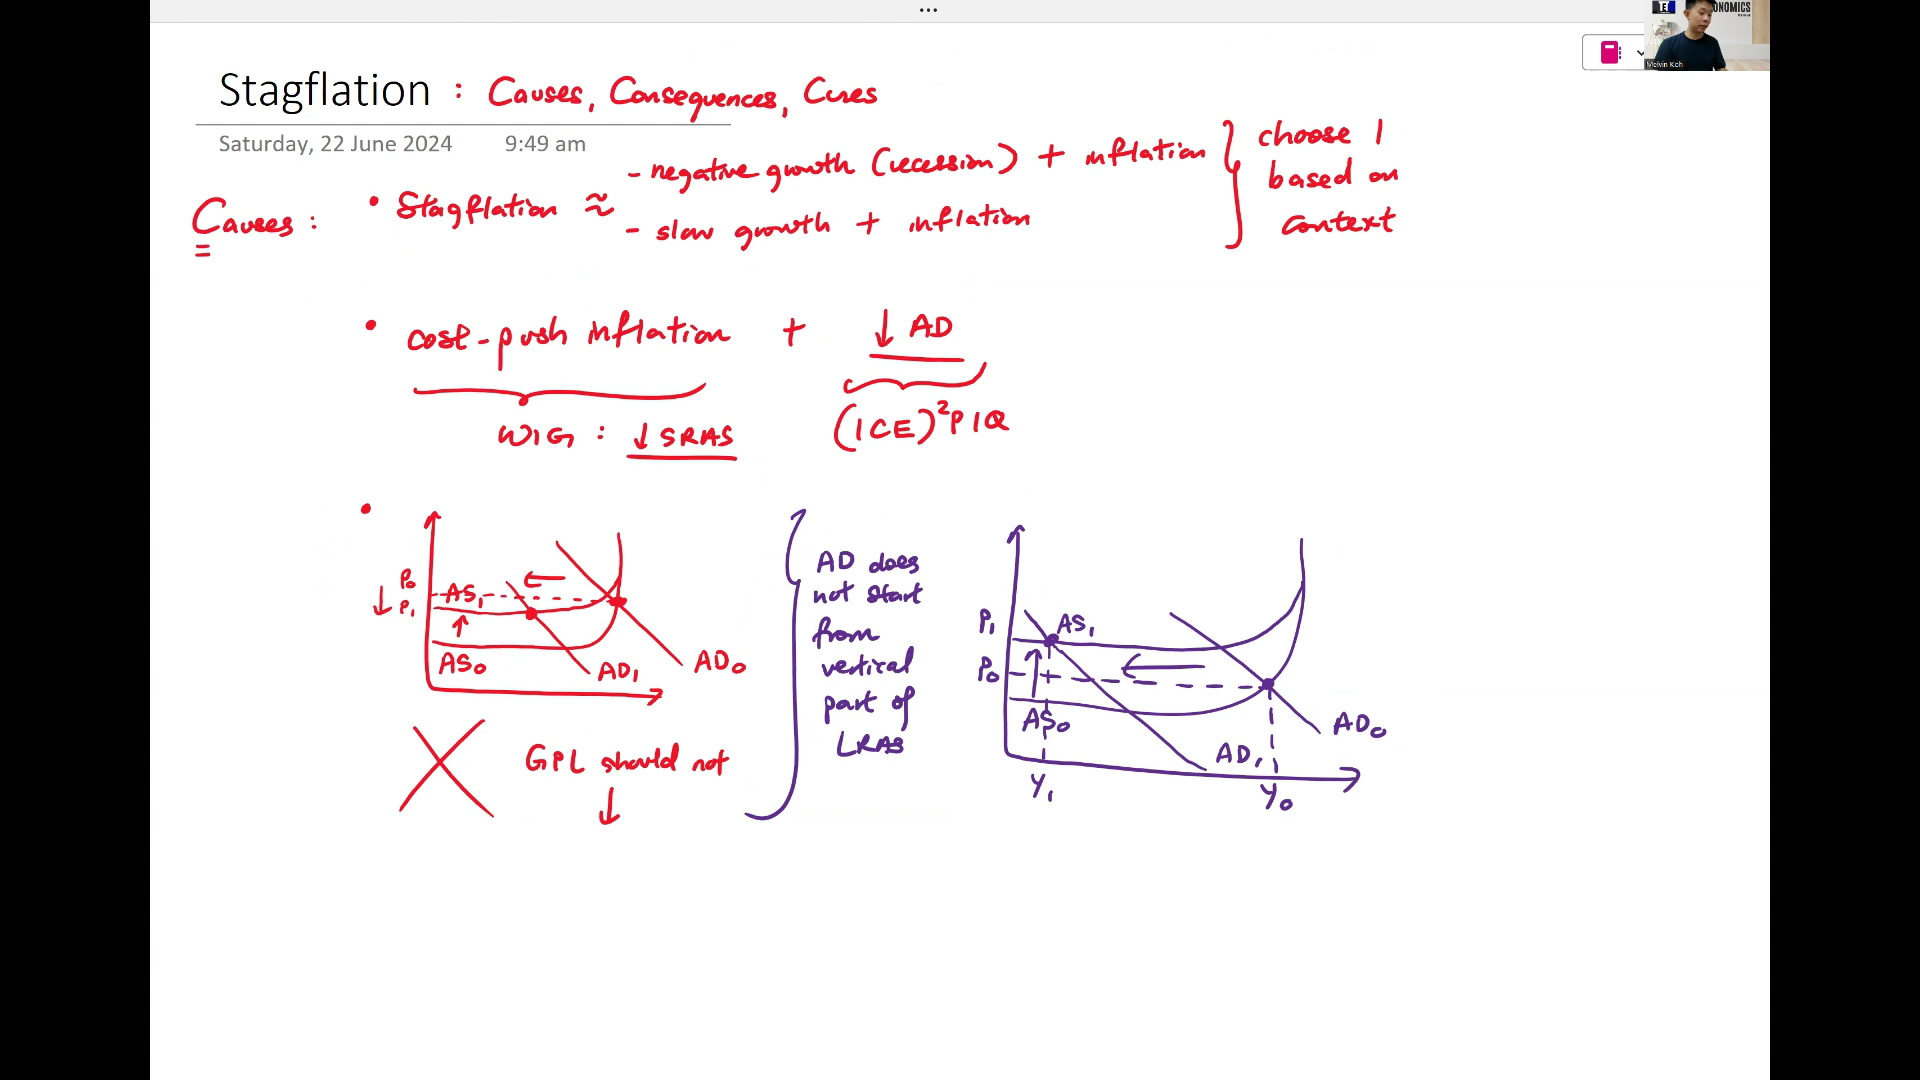 ...
Stagflation : Causes, Consequences, Cures
Saturday, 22 June 2024 9:49 am
Causes :
• Stagflation ≈
- negative growth (recession) + inflation
- slow growth + inflation
choose 1
based on
context
• cost-push inflation + ↓ AD
WIG : ↓ SRAS
(ICE)²PIQ
•
↓ P₀
P₁
AS₁
AS₀
AD₁
AD₀
GPL should not
↓
AD does
not start
from
vertical
part of
LRAS
P₁
P₀
AS₁
AS₀
AD₁
AD₀
Y₁
Y₀
ONOMICS
Melvin Koh